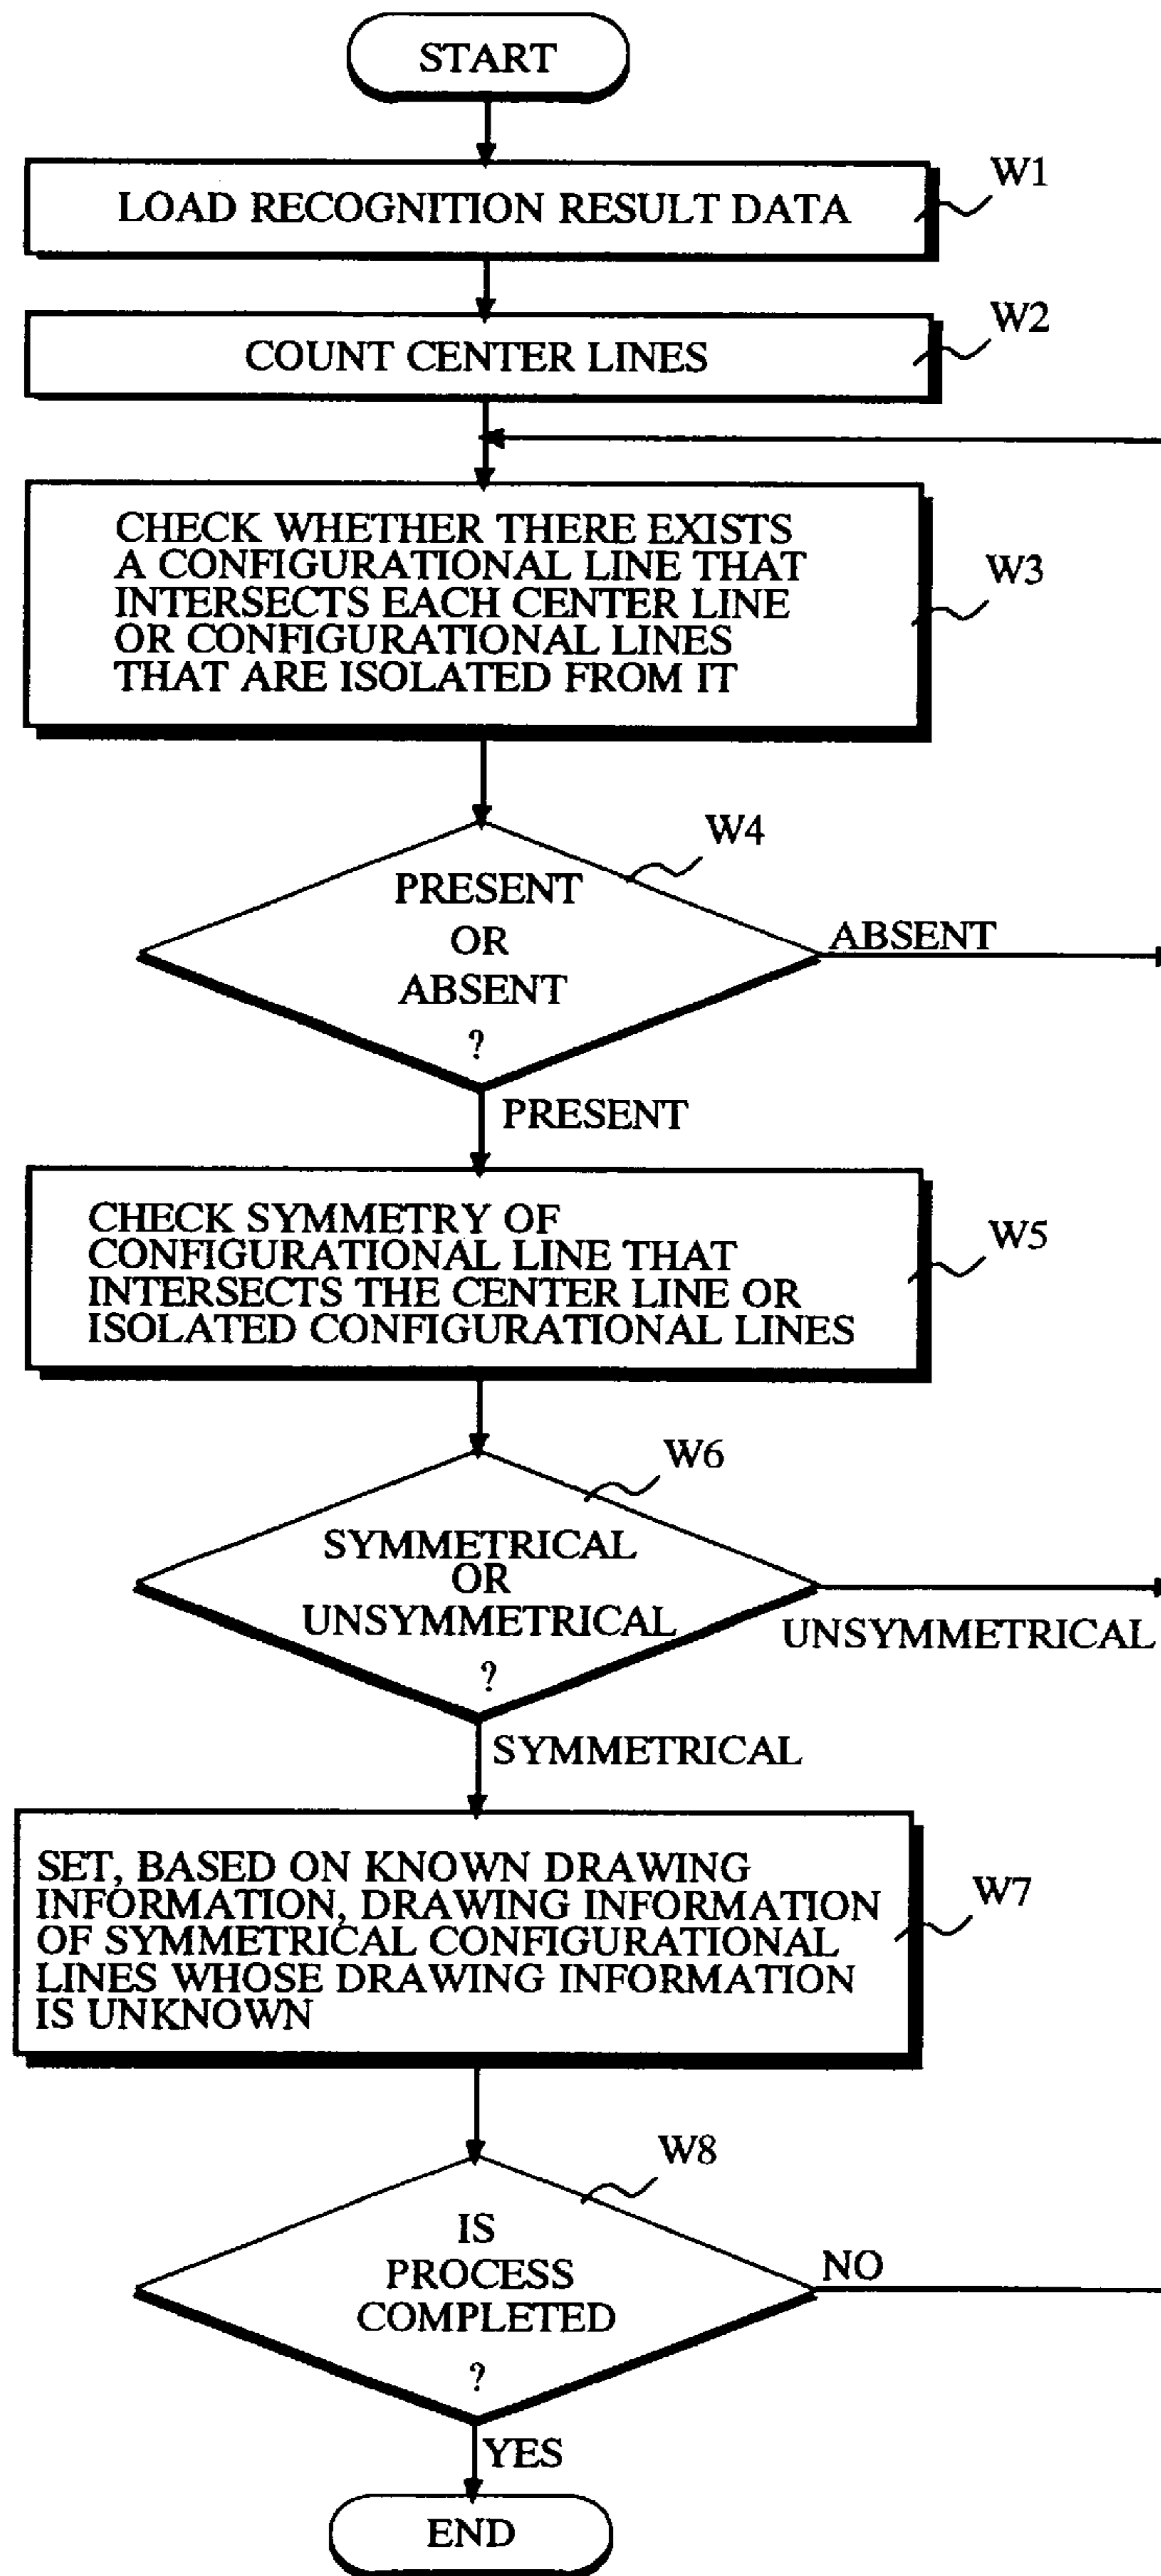 START
LOAD RECOGNITION RESULT DATA
W1
COUNT CENTER LINES
W2
CHECK WHETHER THERE EXISTS
A CONFIGURATIONAL LINE THAT
INTERSECTS EACH CENTER LINE
OR CONFIGURATIONAL LINES
THAT ARE ISOLATED FROM IT
W3
W4
PRESENT
OR
ABSENT
?
ABSENT
PRESENT
CHECK SYMMETRY OF
CONFIGURATIONAL LINE THAT
INTERSECTS THE CENTER LINE OR
ISOLATED CONFIGURATIONAL LINES
W5
W6
SYMMETRICAL
OR
UNSYMMETRICAL
?
UNSYMMETRICAL
SYMMETRICAL
SET, BASED ON KNOWN DRAWING
INFORMATION, DRAWING INFORMATION
OF SYMMETRICAL CONFIGURATIONAL
LINES WHOSE DRAWING INFORMATION
IS UNKNOWN
W7
W8
IS
PROCESS
COMPLETED
?
NO
YES
END